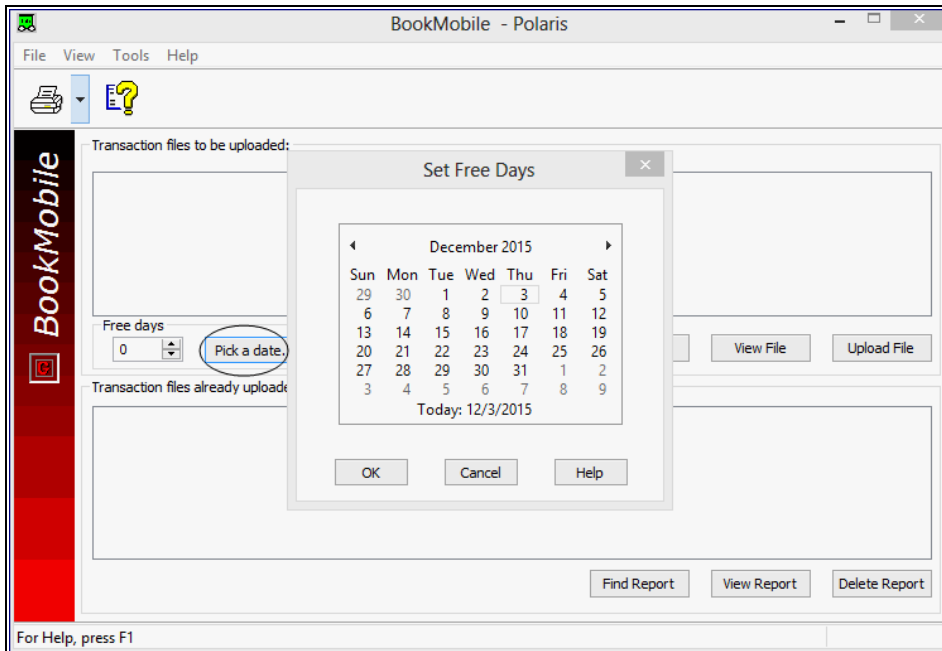 BookMobile - Polaris
File View Tools Help
BookMobile
Transaction files to be uploaded:
Set Free Days
December 2015
Sun Mon Tue Wed Thu Fri Sat
29 30 1 2 3 4 5
6 7 8 9 10 11 12
13 14 15 16 17 18 19
20 21 22 23 24 25 26
27 28 29 30 31 1 2
3 4 5 6 7 8 9
Today: 12/3/2015
OK Cancel Help
Free days
0 Pick a date. View File Upload File
Transaction files already uploade
Find Report View Report Delete Report
For Help, press F1